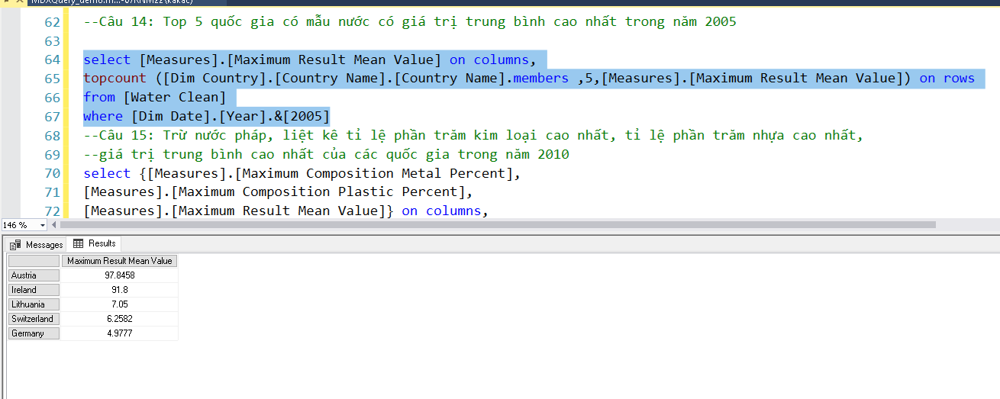 62 --Câu 14: Top 5 quốc gia có mẫu nước có giá trị trung bình cao nhất trong năm 2005
63
64 select [Measures].[Maximum Result Mean Value] on columns,
65 topcount ([Dim Country].[Country Name].[Country Name].members ,5,[Measures].[Maximum Result Mean Value]) on rows
66 from [Water Clean]
67 where [Dim Date].[Year].&[2005]
68 --Câu 15: Trừ nước pháp, liệt kê tỉ lệ phần trăm kim loại cao nhất, tỉ lệ phần trăm nhựa cao nhất,
69 --giá trị trung bình cao nhất của các quốc gia trong năm 2010
70 select {[Measures].[Maximum Composition Metal Percent],
71 [Measures].[Maximum Composition Plastic Percent],
72 [Measures].[Maximum Result Mean Value]} on columns,
146 %
Messages Results
Maximum Result Mean Value
Austria 97.8458
Ireland 91.8
Lithuania 7.05
Switzerland 6.2582
Germany 4.9777